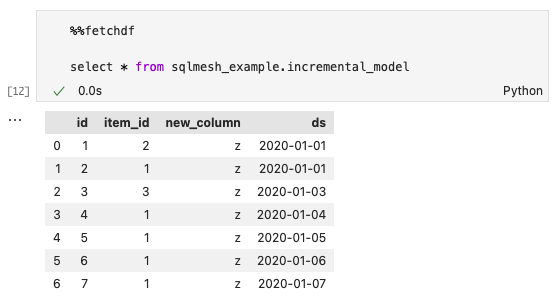 %%fetchdf
select * from sqlmesh_example.incremental_model
[12] ✓ 0.0s Python
...
id item_id new_column ds
0 1 2 z 2020-01-01
1 2 1 z 2020-01-01
2 3 3 z 2020-01-03
3 4 1 z 2020-01-04
4 5 1 z 2020-01-05
5 6 1 z 2020-01-06
6 7 1 z 2020-01-07